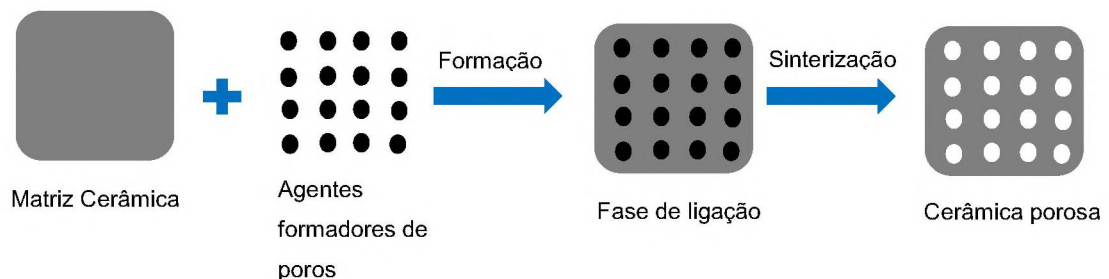 Formação
Sinterização
Matriz Cerâmica
Agentes
formadores de
poros
Fase de ligação
Cerâmica porosa